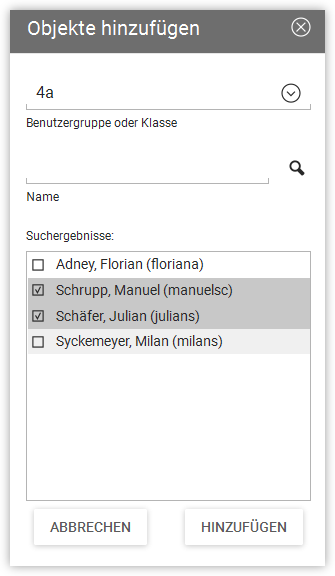 Objekte hinzufügen
4a
Benutzergruppe oder Klasse
Name
Suchergebnisse:
Adney, Florian (floriana)
Schrupp, Manuel (manuelsc)
Schäfer, Julian (julians)
Syckemeyer, Milan (milans)
ABBRECHEN HINZUFÜGEN